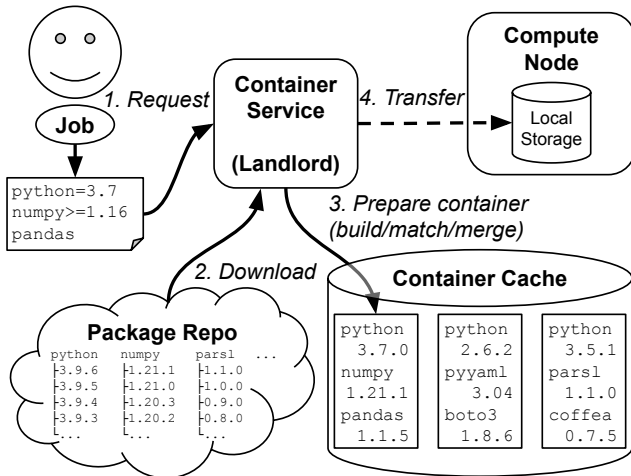 1. Request
Job
python=3.7
numpy>=1.16
pandas
Container
Service
(Landlord)
4. Transfer
Compute
Node
Local
Storage
2. Download
3. Prepare container
(build/match/merge)
Package Repo
python numpy parsl ...
├3.9.6 ├1.21.1 ├1.1.0
├3.9.5 ├1.21.0 ├1.0.0
├3.9.4 ├1.20.3 ├0.9.0
├3.9.3 ├1.20.2 ├0.8.0
└... └... └...
Container Cache
python
3.7.0
numpy
1.21.1
pandas
1.1.5
python
2.6.2
pyyaml
3.04
boto3
1.8.6
python
3.5.1
parsl
1.1.0
coffea
0.7.5